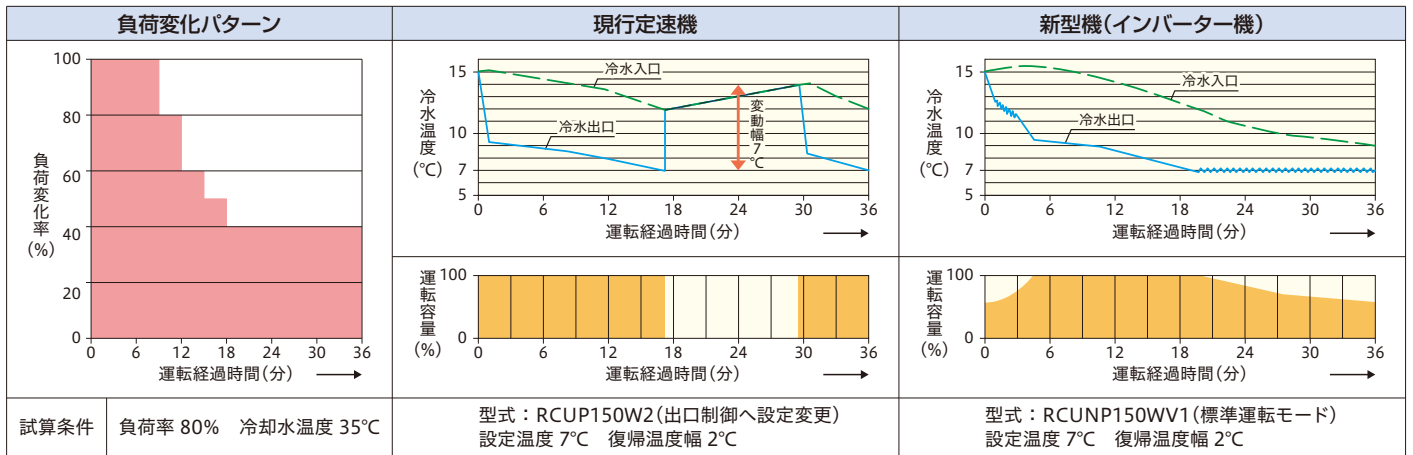 負荷変化パターン
現行定速機
新型機（インバーター機）
100
80
60
40
20
0
負荷変化率
（%）
0 6 12 18 24 30 36
運転経過時間（分）
冷水温度
（℃）
15
10
7
5
冷水入口
冷水出口
変動幅7℃
0 6 12 18 24 30 36
運転経過時間（分）
運転容量
（%）
100
0
0 6 12 18 24 30 36
運転経過時間（分）
冷水温度
（℃）
15
10
7
5
冷水入口
冷水出口
0 6 12 18 24 30 36
運転経過時間（分）
運転容量
（%）
100
0
0 6 12 18 24 30 36
運転経過時間（分）
試算条件
負荷率 80%　冷却水温度 35℃
型式：RCUP150W2（出口制御へ設定変更）
設定温度 7℃　復帰温度幅 2℃
型式：RCUNP150WV1（標準運転モード）
設定温度 7℃　復帰温度幅 2℃